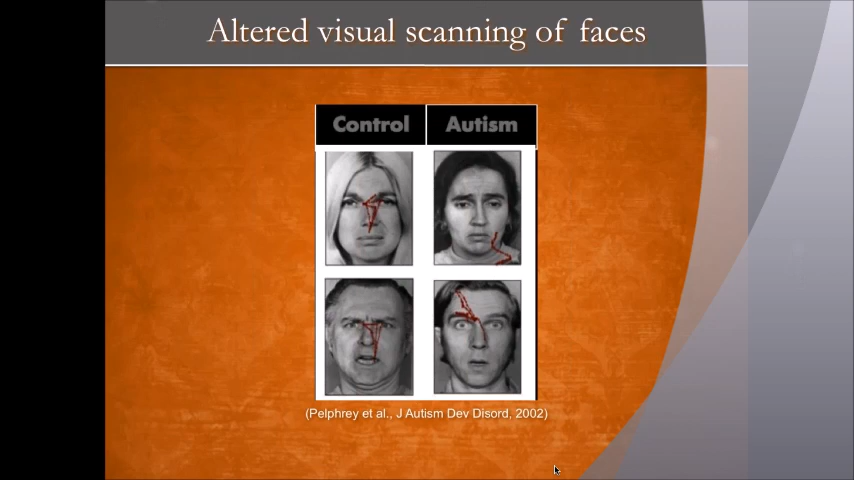 Altered visual scanning of faces
Control Autism
(Pelphrey et al., J Autism Dev Disord, 2002)